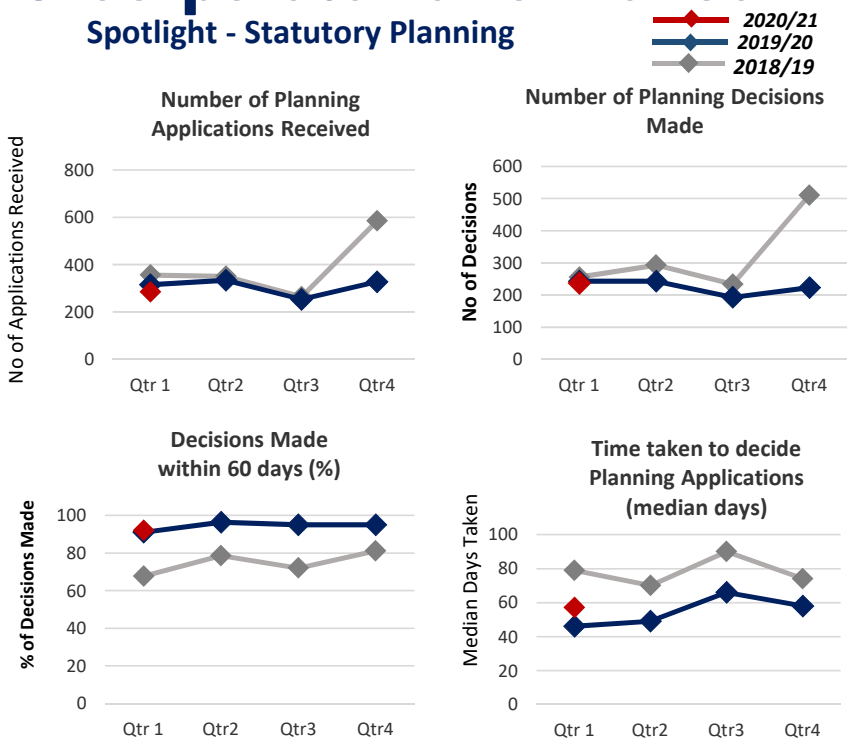 Spotlight - Statutory Planning
2020/21
2019/20
2018/19
Number of Planning
Applications Received
No of Applications Received
800
600
400
200
0
Qtr 1 Qtr2 Qtr3 Qtr4
Number of Planning Decisions
Made
No of Decisions
600
500
400
300
200
100
0
Qtr 1 Qtr2 Qtr3 Qtr4
Decisions Made
within 60 days (%)
% of Decisions Made
100
80
60
40
20
0
Qtr 1 Qtr2 Qtr3 Qtr4
Time taken to decide
Planning Applications
(median days)
Median Days Taken
100
80
60
40
20
0
Qtr 1 Qtr2 Qtr3 Qtr4